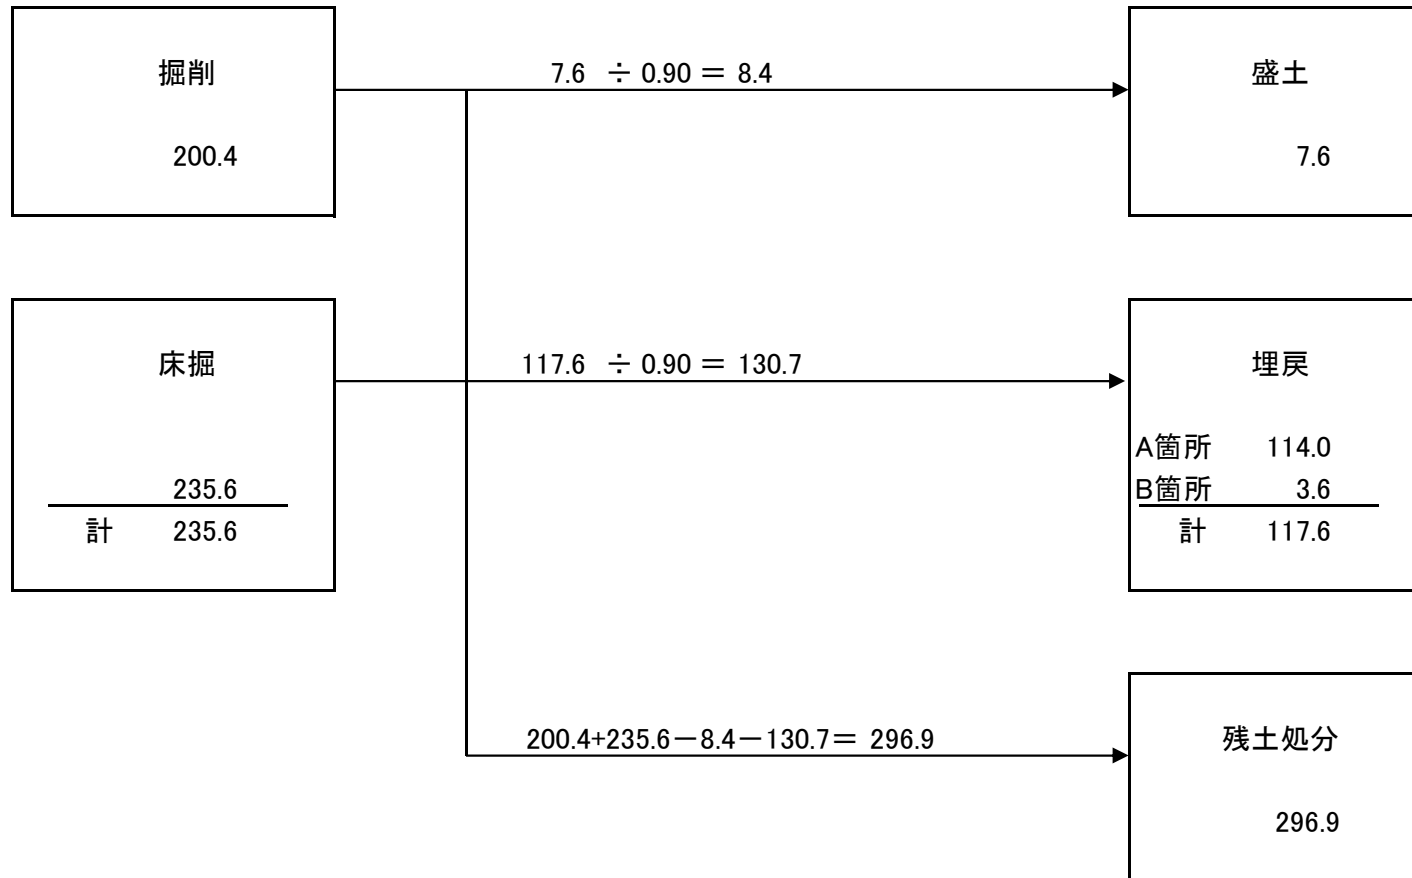 掘削
200.4
7.6 ÷ 0.90 = 8.4
盛土
7.6
床掘
235.6
計 235.6
117.6 ÷ 0.90 = 130.7
埋戻
A箇所 114.0
B箇所 3.6
計 117.6
200.4+235.6-8.4-130.7= 296.9
残土処分
296.9